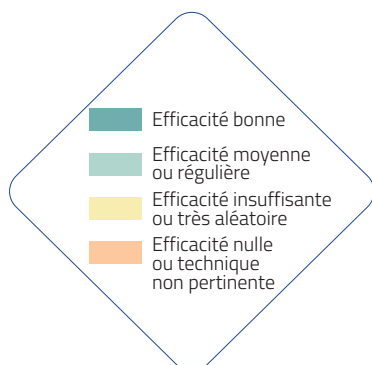 Efficacité bonne
Efficacité moyenne
ou régulière
Efficacité insuffisante
ou très aléatoire
Efficacité nulle
ou technique
non pertinente